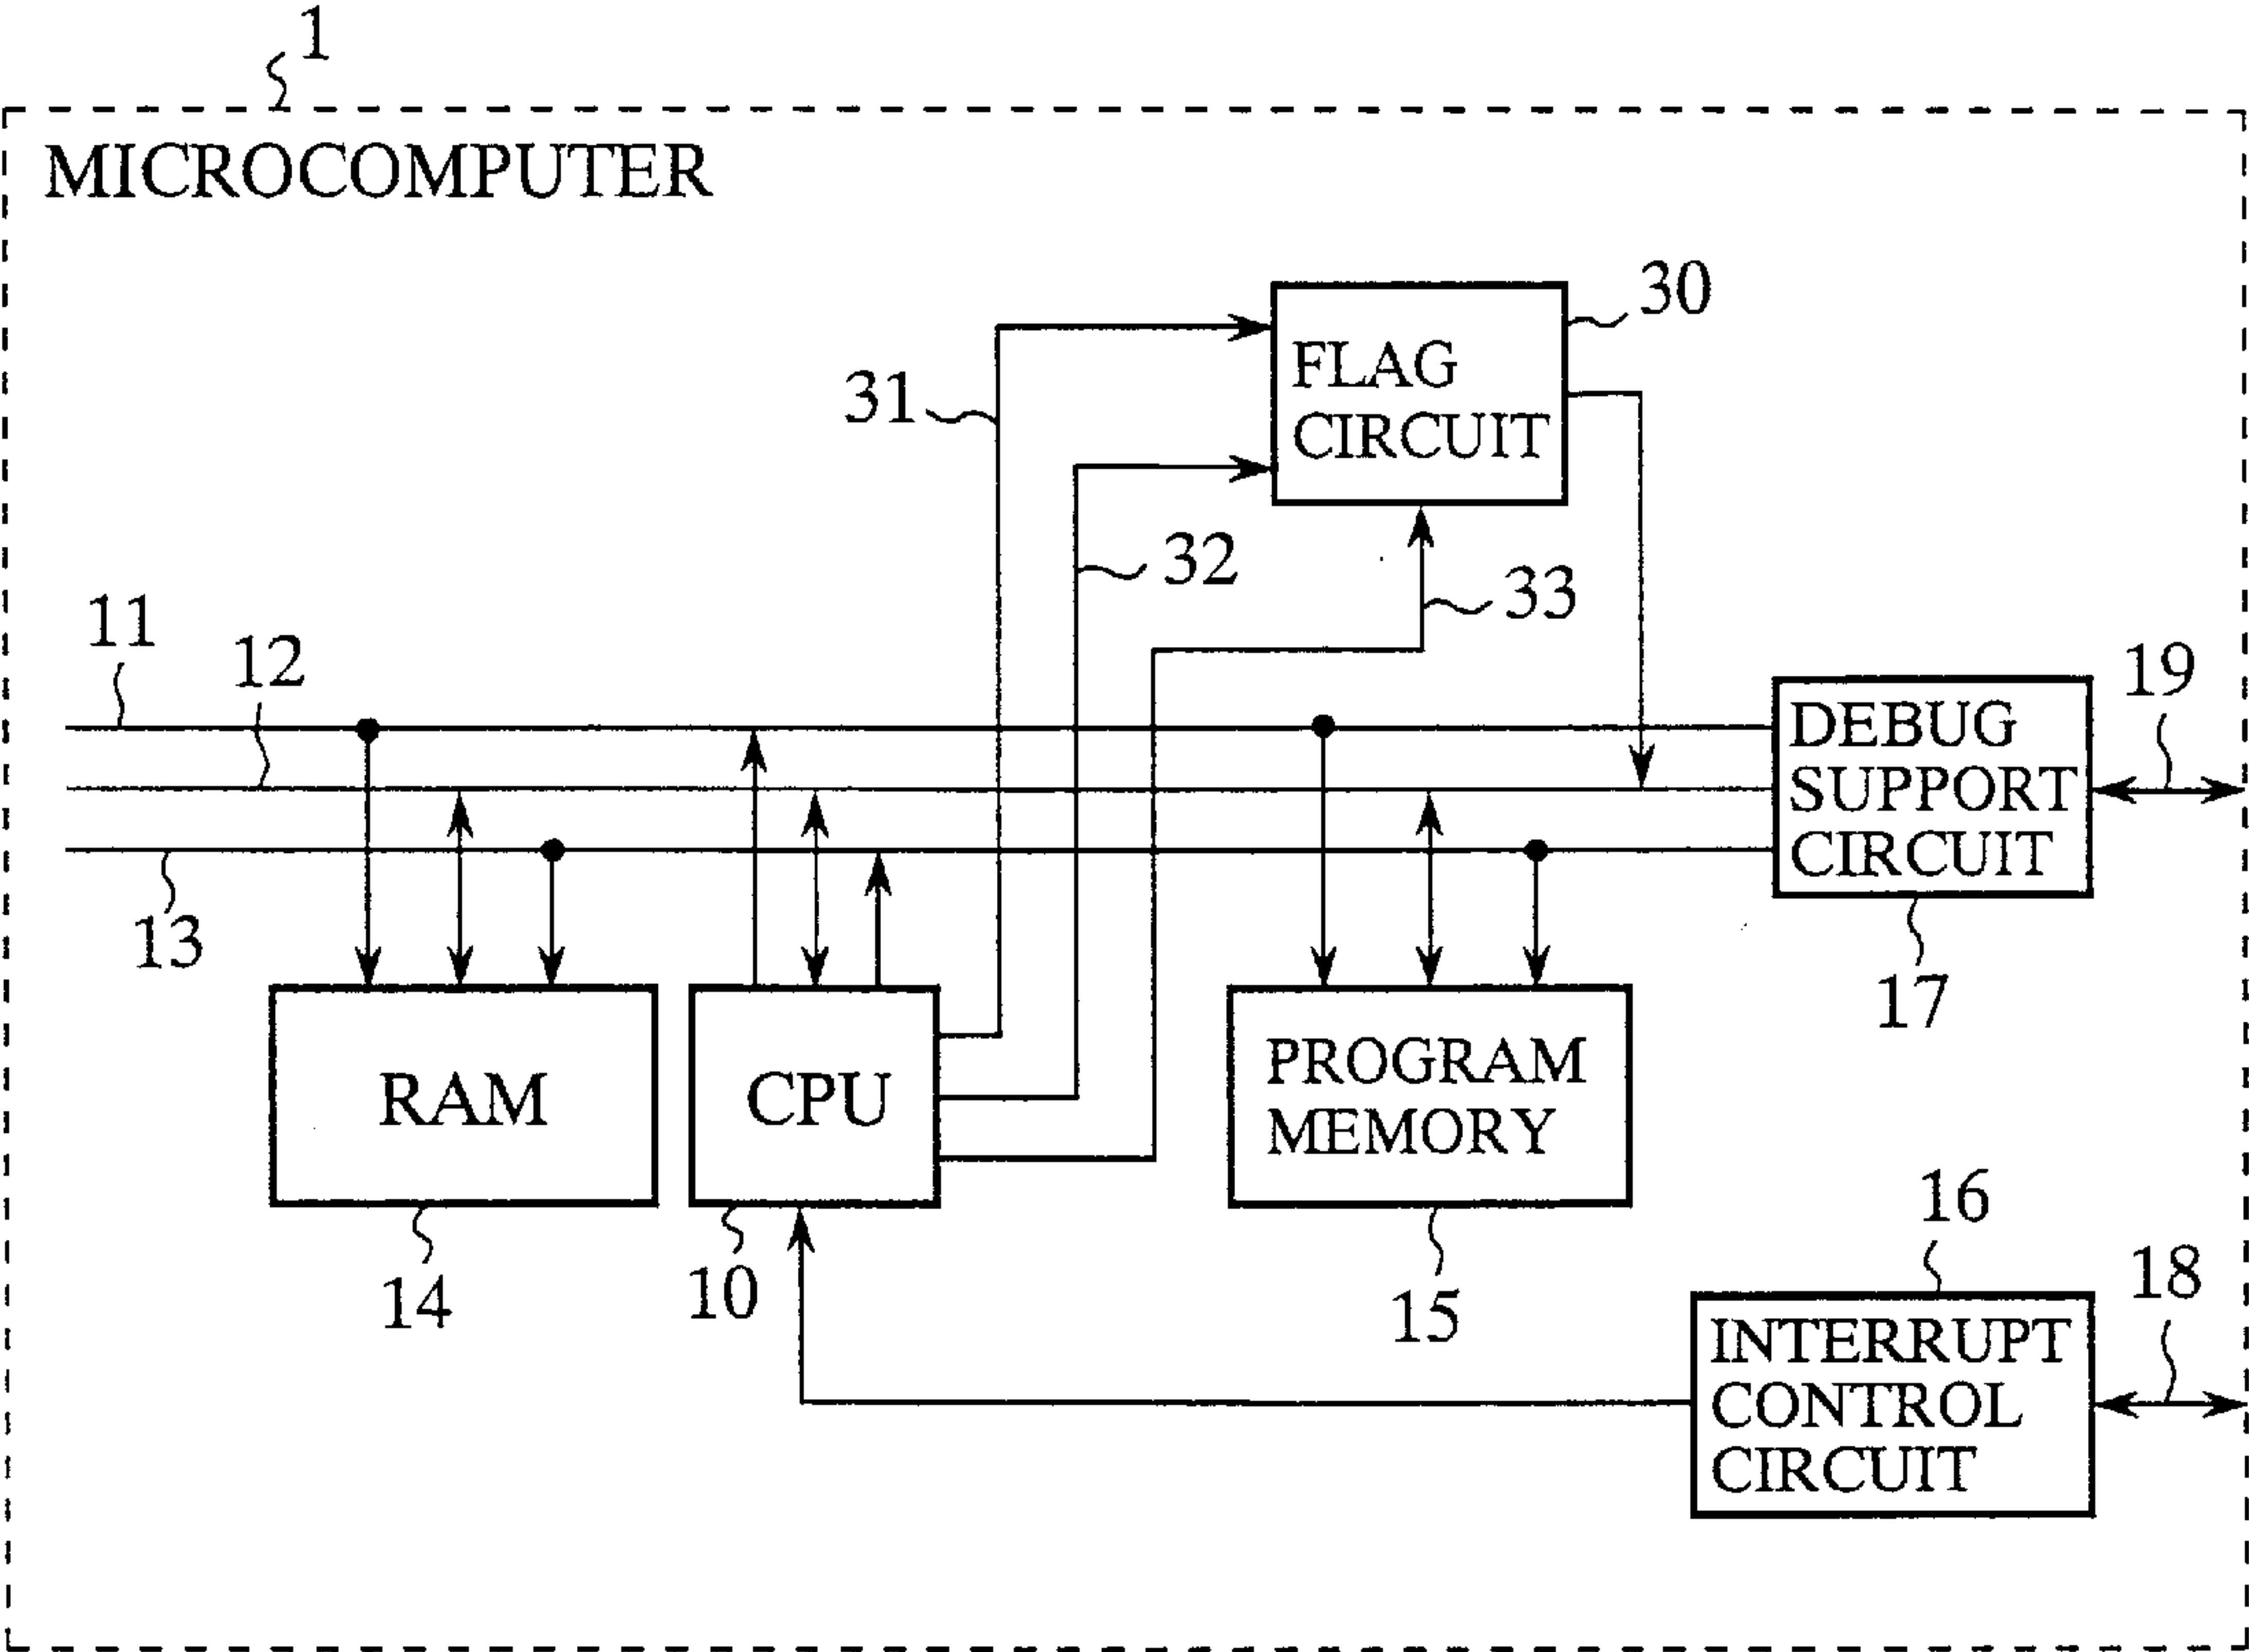 1
MICROCOMPUTER
30
FLAG
CIRCUIT
31
32
33
11
12
13
19
DEBUG
SUPPORT
CIRCUIT
17
RAM
CPU
PROGRAM
MEMORY
14
10
15
16
18
INTERRUPT
CONTROL
CIRCUIT